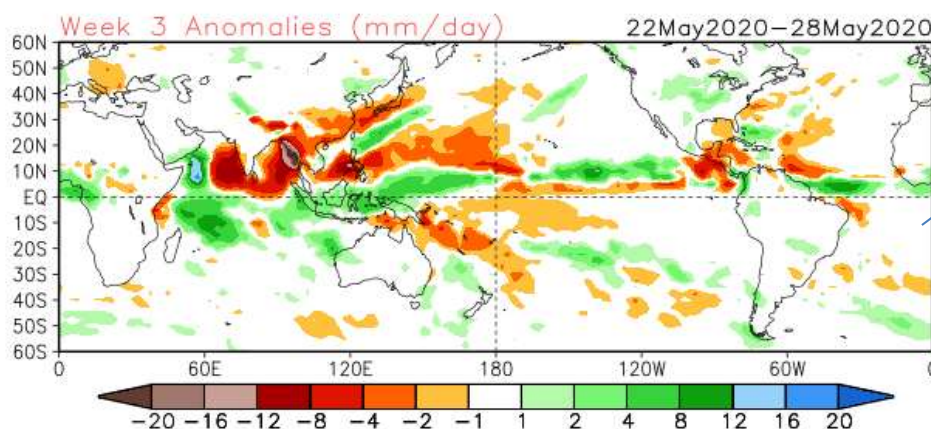 Week 3 Anomalies (mm/day) 22May2020–28May2020
60N
50N
40N
30N
20N
10N
EQ
10S
20S
30S
40S
50S
60S
0 60E 120E 180 120W 60W 0
−20 −16 −12 −8 −4 −2 −1 1 2 4 8 12 16 20